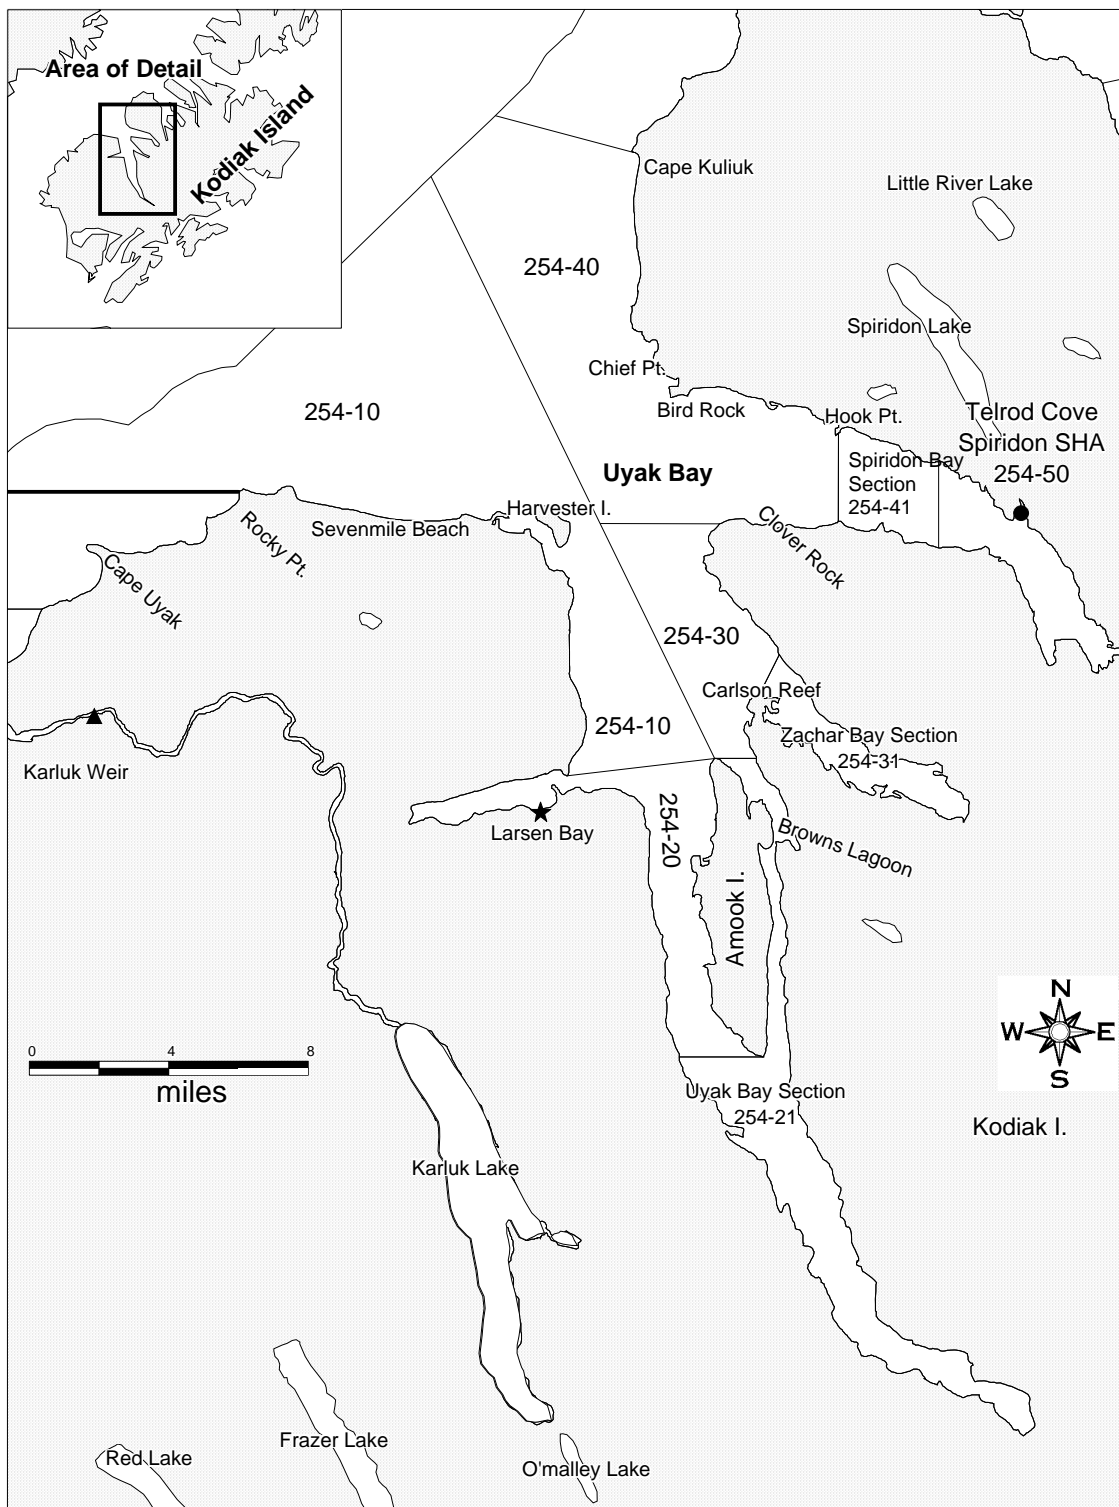 Area of Detail
Kodiak Island
Cape Kuliuk
Little River Lake
254-40
Spiridon Lake
Chief Pt.
254-10
Bird Rock
Hook Pt.
Telrod Cove
Spiridon SHA
254-50
Uyak Bay
Spiridon Bay
Section
254-41
Harvester I.
Sevenmile Beach
Rocky Pt.
Clover Rock
Cape Uyak
254-30
Carlson Reef
254-10
Zachar Bay Section
254-31
Karluk Weir
Larsen Bay
254-20
Browns Lagoon
Amook I.
N
W
E
S
0
4
8
miles
Uyak Bay Section
254-21
Kodiak I.
Karluk Lake
Frazer Lake
Red Lake
O'malley Lake